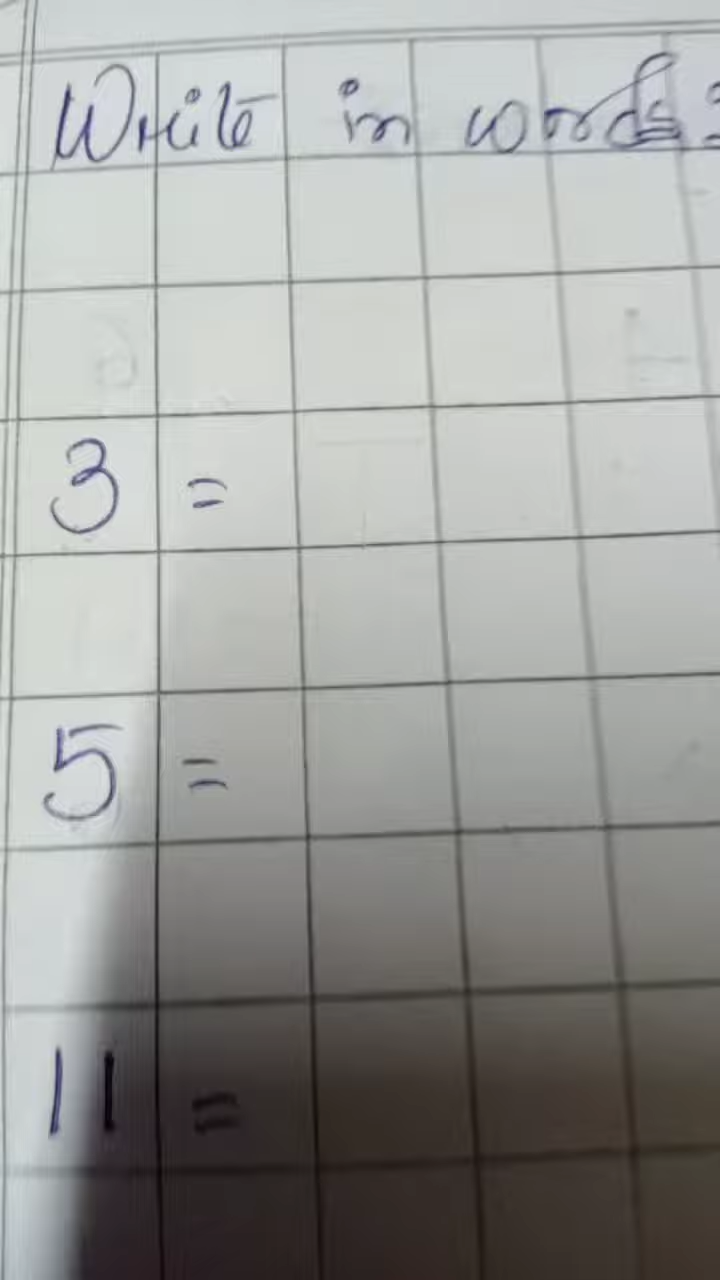 Write in words:
3 =
5 =
11 =